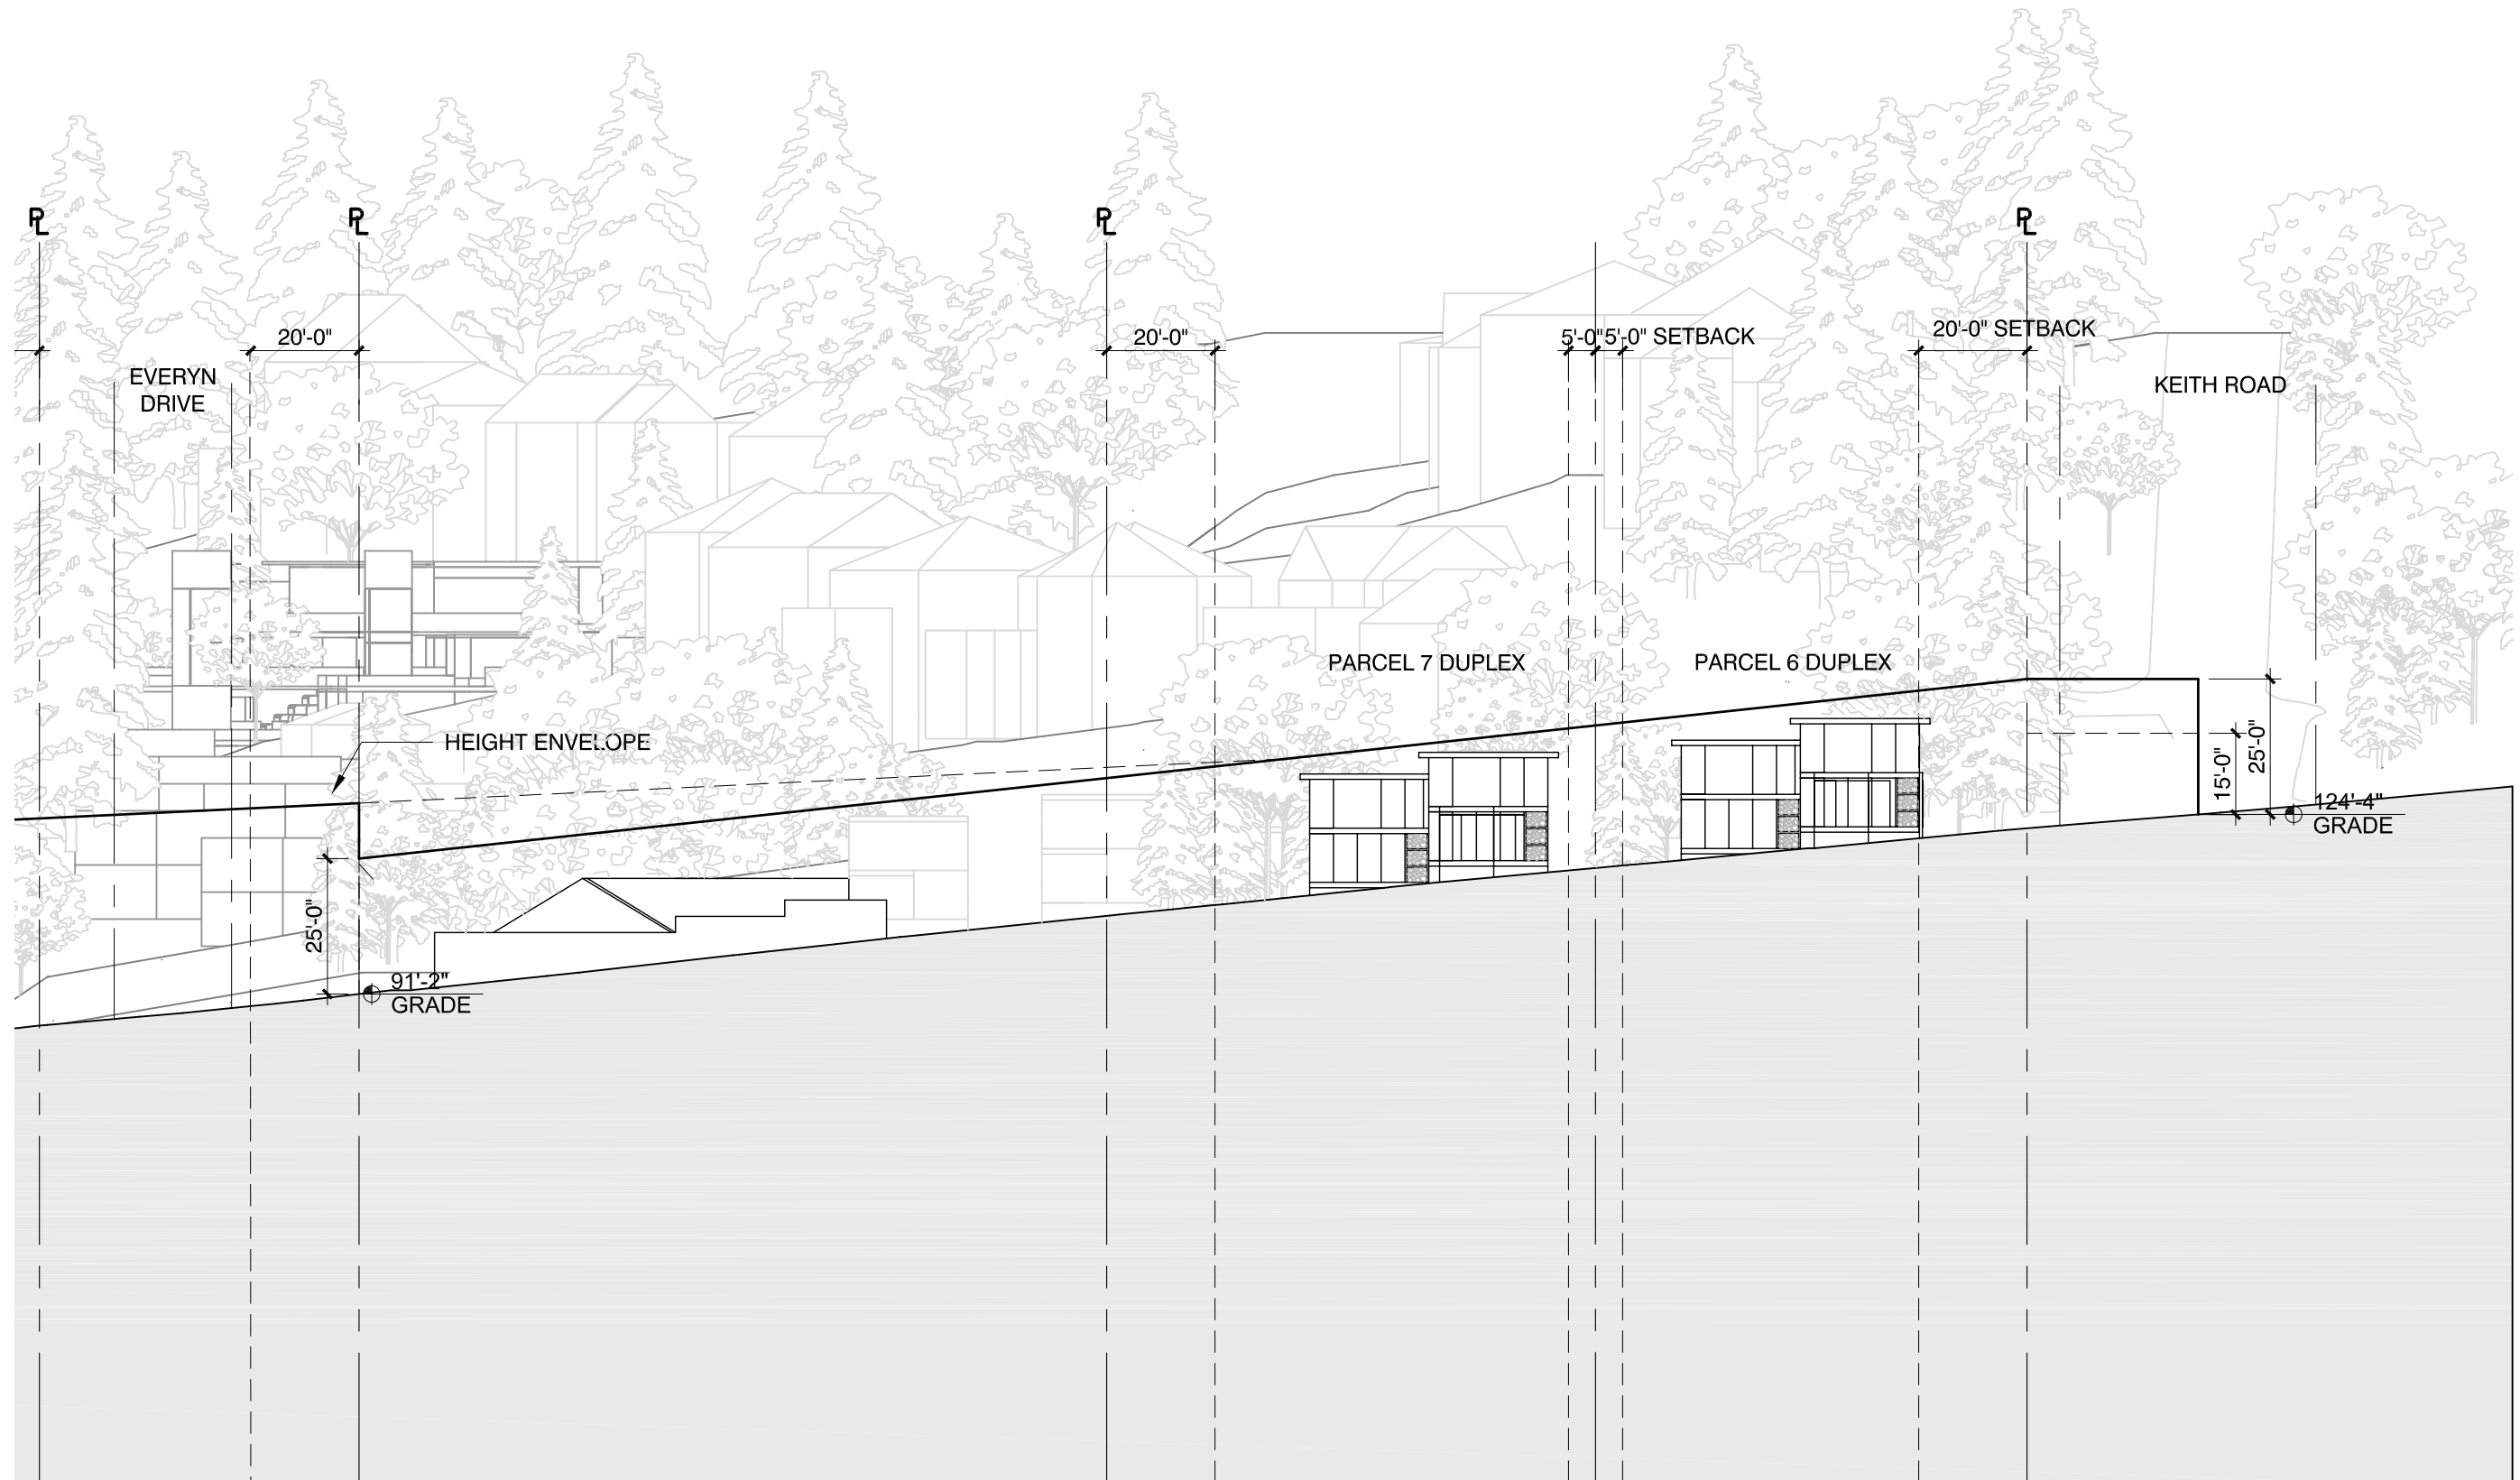 PL PL PL PL
20'-0" 20'-0" 5'-0" 5'-0" SETBACK 20'-0" SETBACK
EVERYN
DRIVE
KEITH ROAD
PARCEL 7 DUPLEX PARCEL 6 DUPLEX
HEIGHT ENVELOPE
15'-0" 25'-0"
124'-4"
GRADE
25'-0"
91'-2"
GRADE